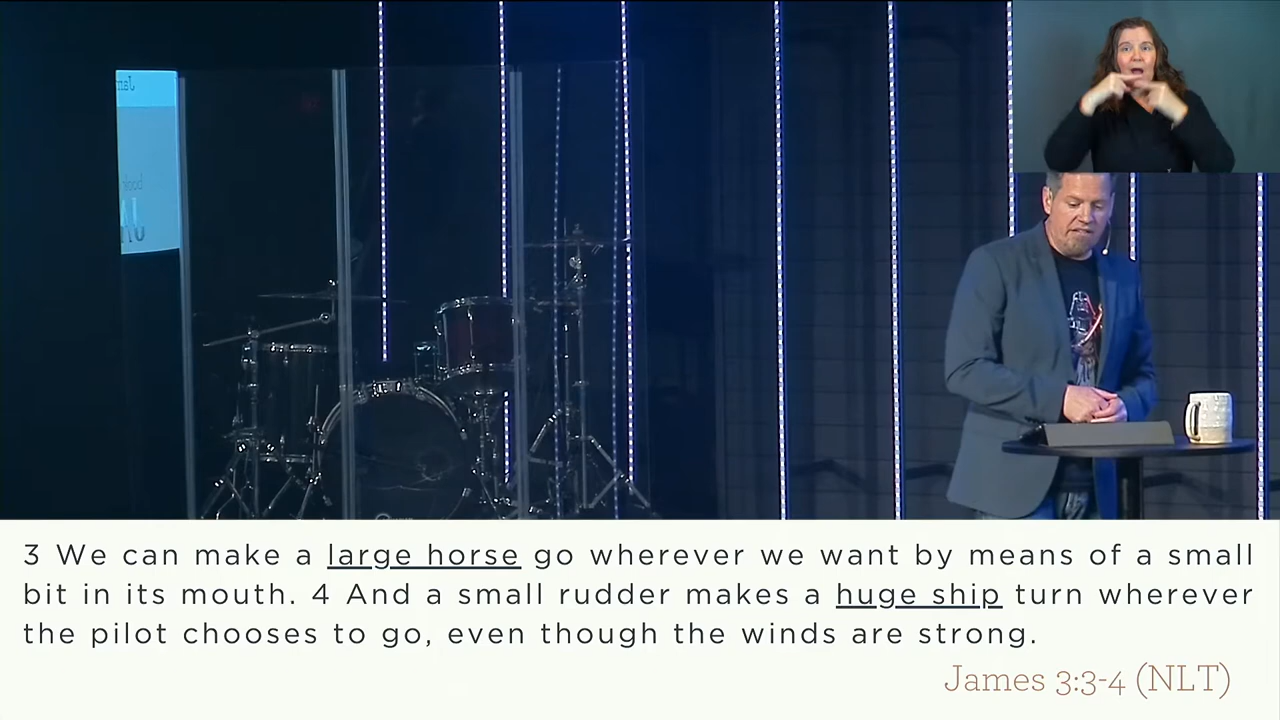 3 We can make a large horse go wherever we want by means of a small
bit in its mouth. 4 And a small rudder makes a huge ship turn wherever
the pilot chooses to go, even though the winds are strong.
James 3:3-4 (NLT)